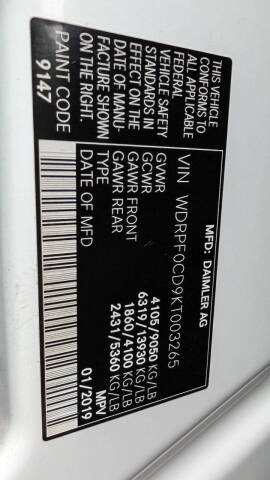 MFD: DAIMLER AG
VIN WDRPF0CD9KT003265
GVWR 4105/9050 KG/LB
GCWR 6319/13930 KG/LB
GAWR FRONT 1860/4100 KG/LB
GAWR REAR 2431/5360 KG/LB
TYPE MPV
DATE OF MFD 01/2019
THIS VEHICLE
CONFORMS TO
ALL APPLICABLE
FEDERAL
VEHICLE SAFETY
STANDARDS IN
EFFECT ON THE
DATE OF MANU-
FACTURE SHOWN
ON THE RIGHT.
PAINT CODE
9147